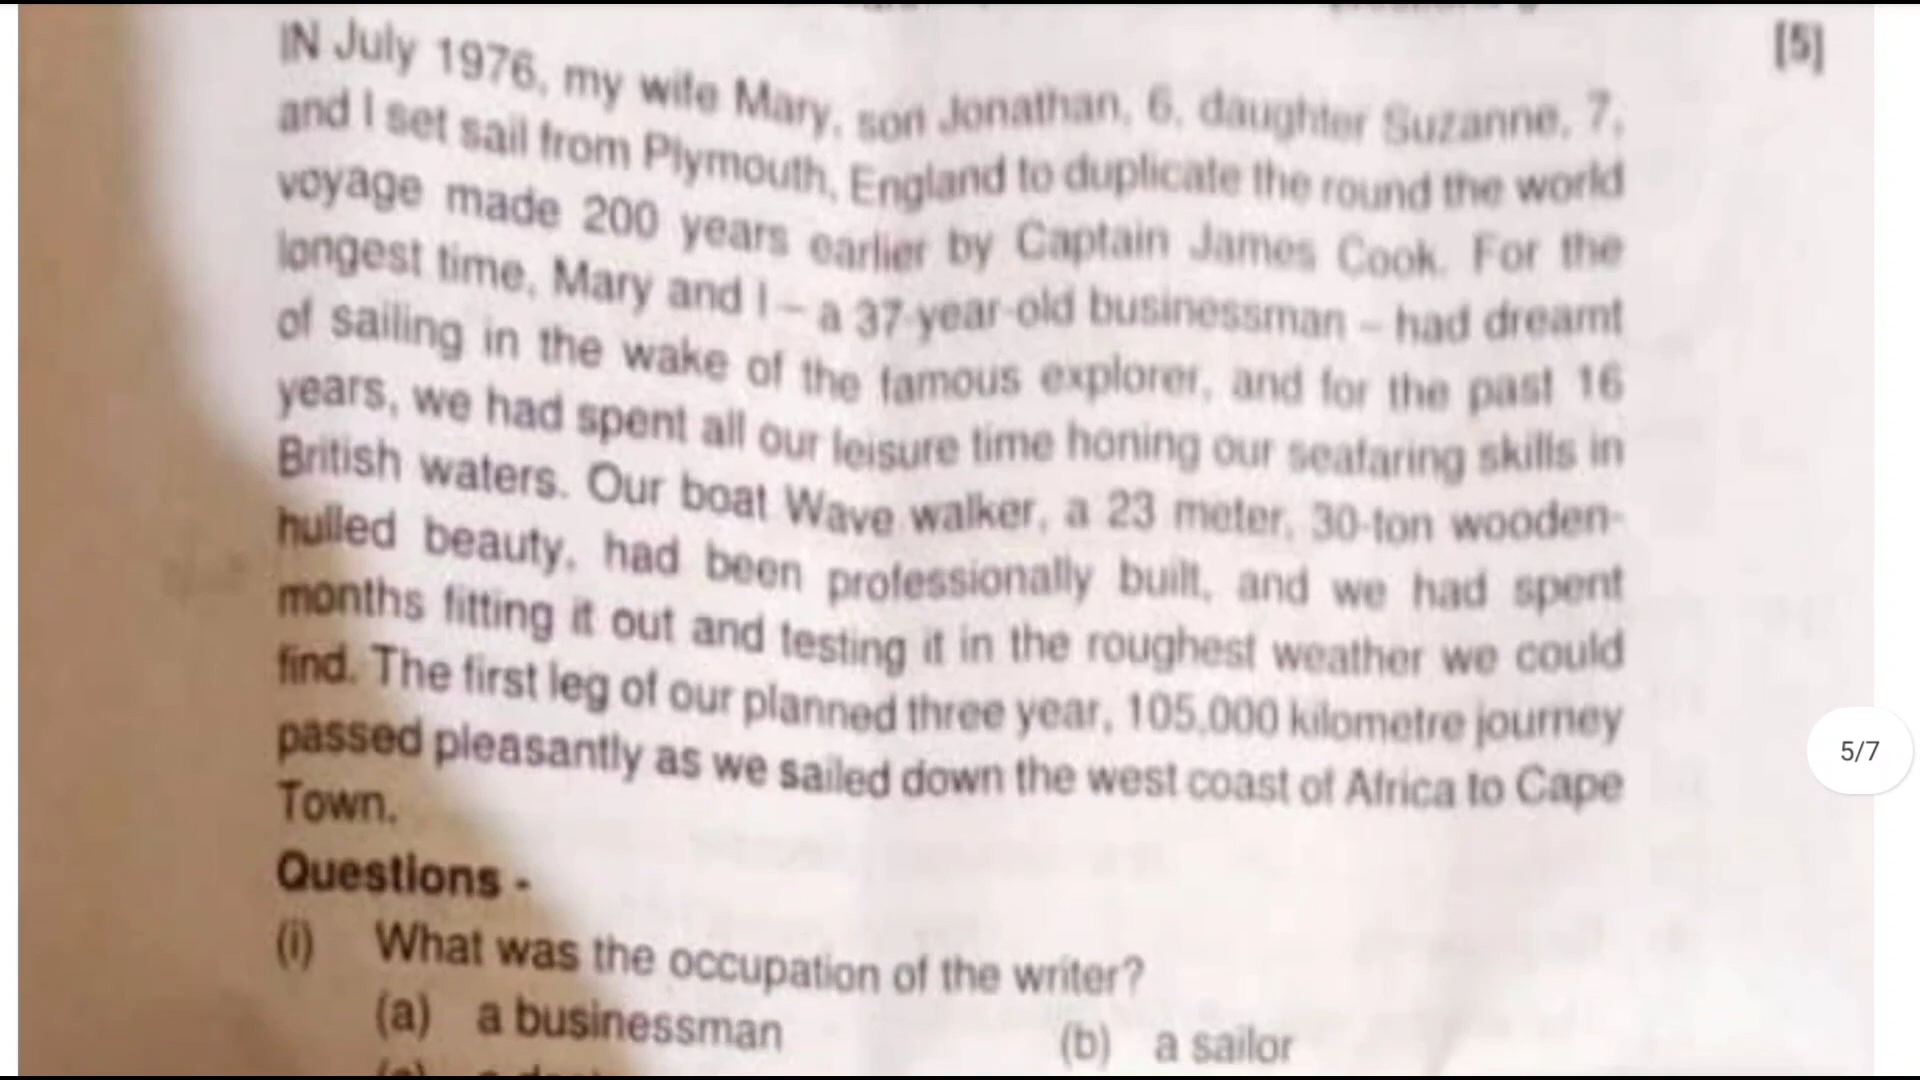 [5]
IN July 1976, my wife Mary, son Jonathan, 6, daughter Suzanne, 7,
and I set sail from Plymouth, England to duplicate the round the world
voyage made 200 years earlier by Captain James Cook. For the
longest time, Mary and I – a 37-year-old businessman – had dreamt
of sailing in the wake of the famous explorer, and for the past 16
years, we had spent all our leisure time honing our seafaring skills in
British waters. Our boat Wave walker, a 23 meter, 30-ton wooden-
hulled beauty, had been professionally built, and we had spent
months fitting it out and testing it in the roughest weather we could
find. The first leg of our planned three year, 105,000 kilometre journey
passed pleasantly as we sailed down the west coast of Africa to Cape
Town.
5/7
Questions -
(i) What was the occupation of the writer?
(a) a businessman (b) a sailor